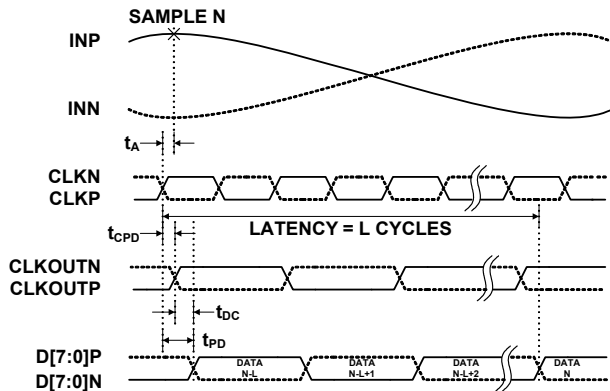 SAMPLE N
INP
INN
tA
CLKN
CLKP
LATENCY = L CYCLES
tCPD
CLKOUTN
CLKOUTP
tDC
tPD
D[7:0]P
D[7:0]N
DATA
N-L
DATA
N-L+1
DATA
N-L+2
DATA
N